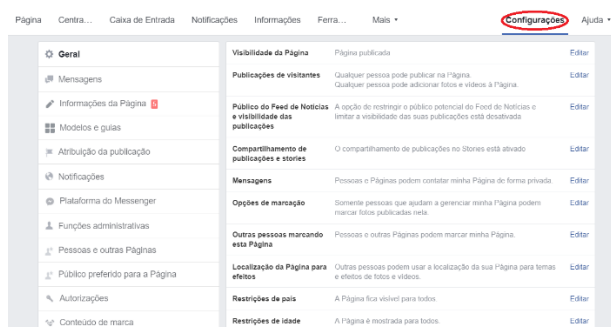 Página Centra... Caixa de Entrada Notificações Informações Ferra... Mais Configurações Ajuda
Geral
Mensagens
Informações da Página
Modelos e guias
Atribuição da publicação
Notificações
Plataforma do Messenger
Funções administrativas
Pessoas e outras Páginas
Público preferido para a Página
Autorizações
Conteúdo de marca
Visibilidade da Página Página publicada Editar
Publicações de visitantes Qualquer pessoa pode publicar na Página. Editar
Qualquer pessoa pode adicionar fotos e vídeos à Página.
Público do Feed de Notícias A opção de restringir o público potencial do Feed de Notícias e Editar
e visibilidade das limitar a visibilidade das suas publicações está desativada
publicações
Compartilhamento de O compartilhamento de publicações no Stories está ativado Editar
publicações e stories
Mensagens Pessoas e Páginas podem contatar minha Página de forma privada. Editar
Opções de marcação Somente pessoas que ajudam a gerenciar minha Página podem Editar
marcar fotos publicadas nela.
Outras pessoas marcando Pessoas e outras Páginas podem marcar minha Página. Editar
esta Página
Localização da Página para Outras pessoas podem usar a localização da sua Página para temas Editar
efeitos e efeitos de fotos e vídeos.
Restrições de país A Página fica visível para todos. Editar
Restrições de idade A Página é mostrada para todos. Editar